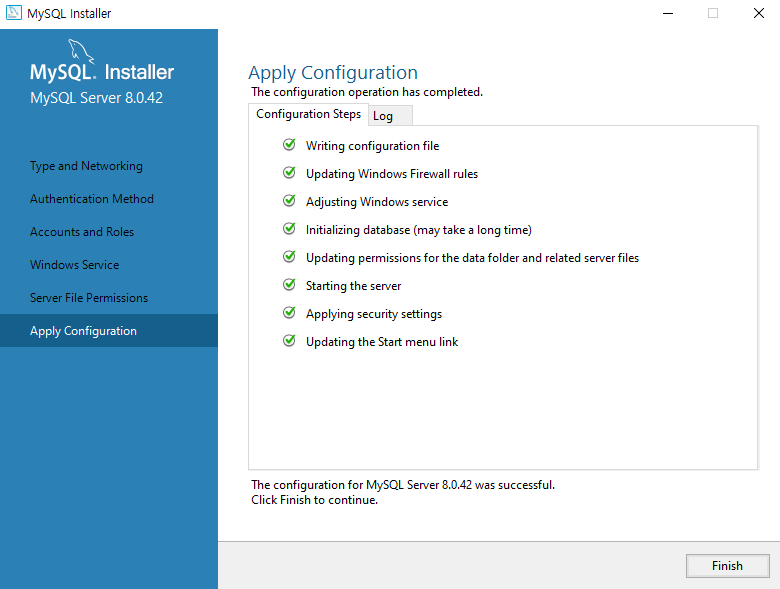 MySQL Installer
MySQL. Installer
MySQL Server 8.0.42
Type and Networking
Authentication Method
Accounts and Roles
Windows Service
Server File Permissions
Apply Configuration
Apply Configuration
The configuration operation has completed.
Configuration Steps Log
Writing configuration file
Updating Windows Firewall rules
Adjusting Windows service
Initializing database (may take a long time)
Updating permissions for the data folder and related server files
Starting the server
Applying security settings
Updating the Start menu link
The configuration for MySQL Server 8.0.42 was successful.
Click Finish to continue.
Finish